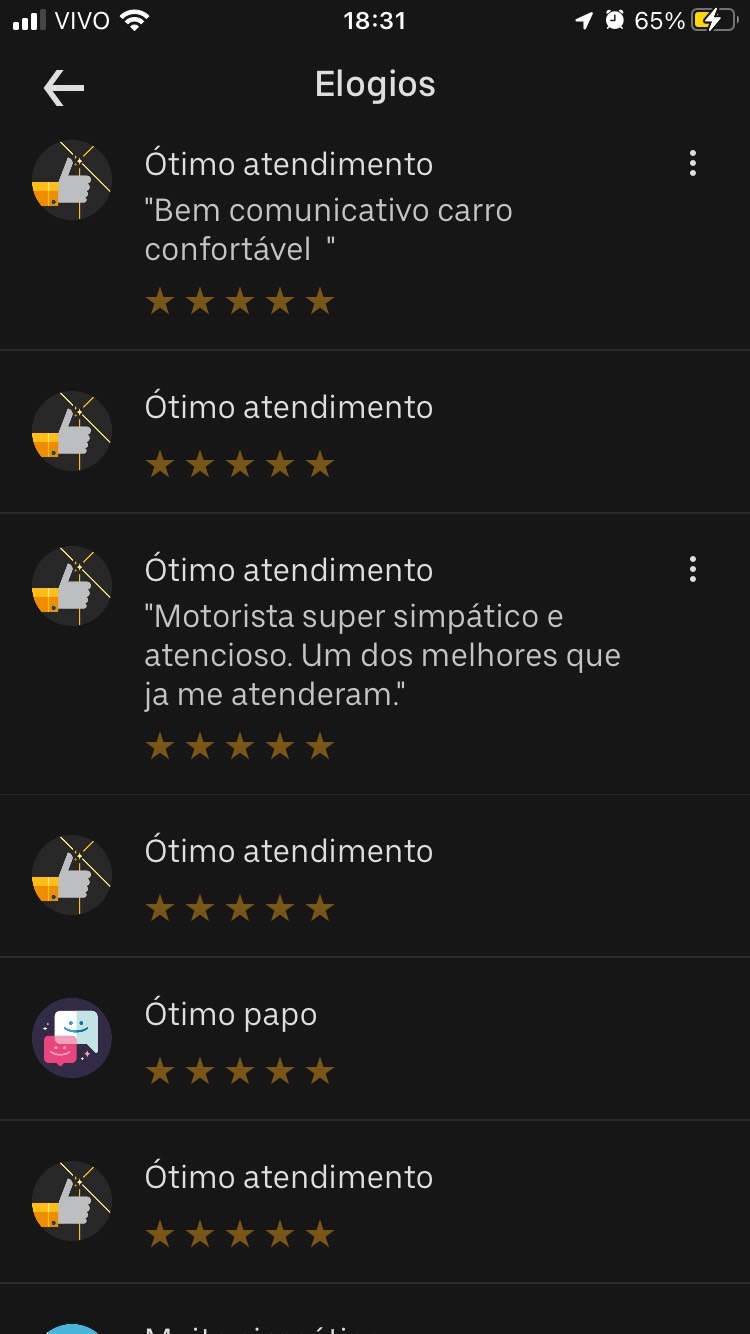 VIVO 18:31 65%
Elogios
Ótimo atendimento
"Bem comunicativo carro
confortável  "
Ótimo atendimento
Ótimo atendimento
"Motorista super simpático e
atencioso. Um dos melhores que
ja me atenderam."
Ótimo atendimento
Ótimo papo
Ótimo atendimento